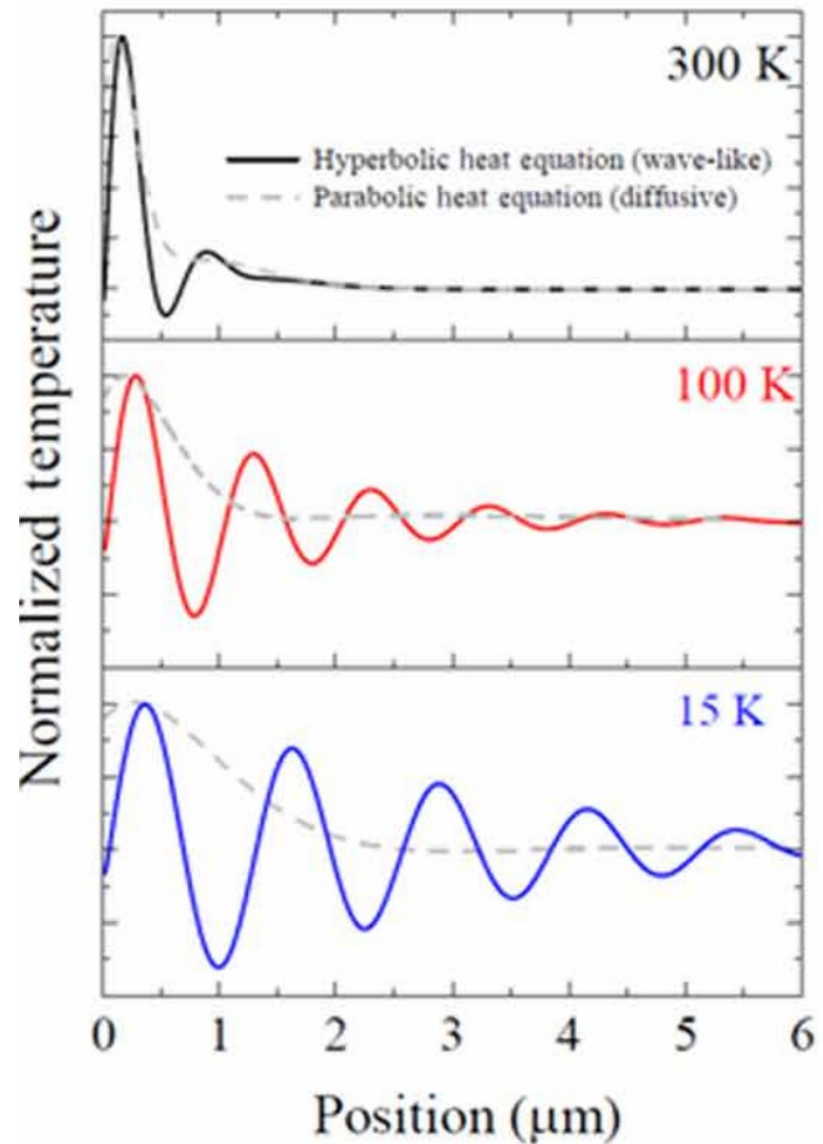 300 K
Hyperbolic heat equation (wave-like)
Parabolic heat equation (diffusive)
Normalized temperature
100 K
15 K
0 1 2 3 4 5 6
Position (μm)